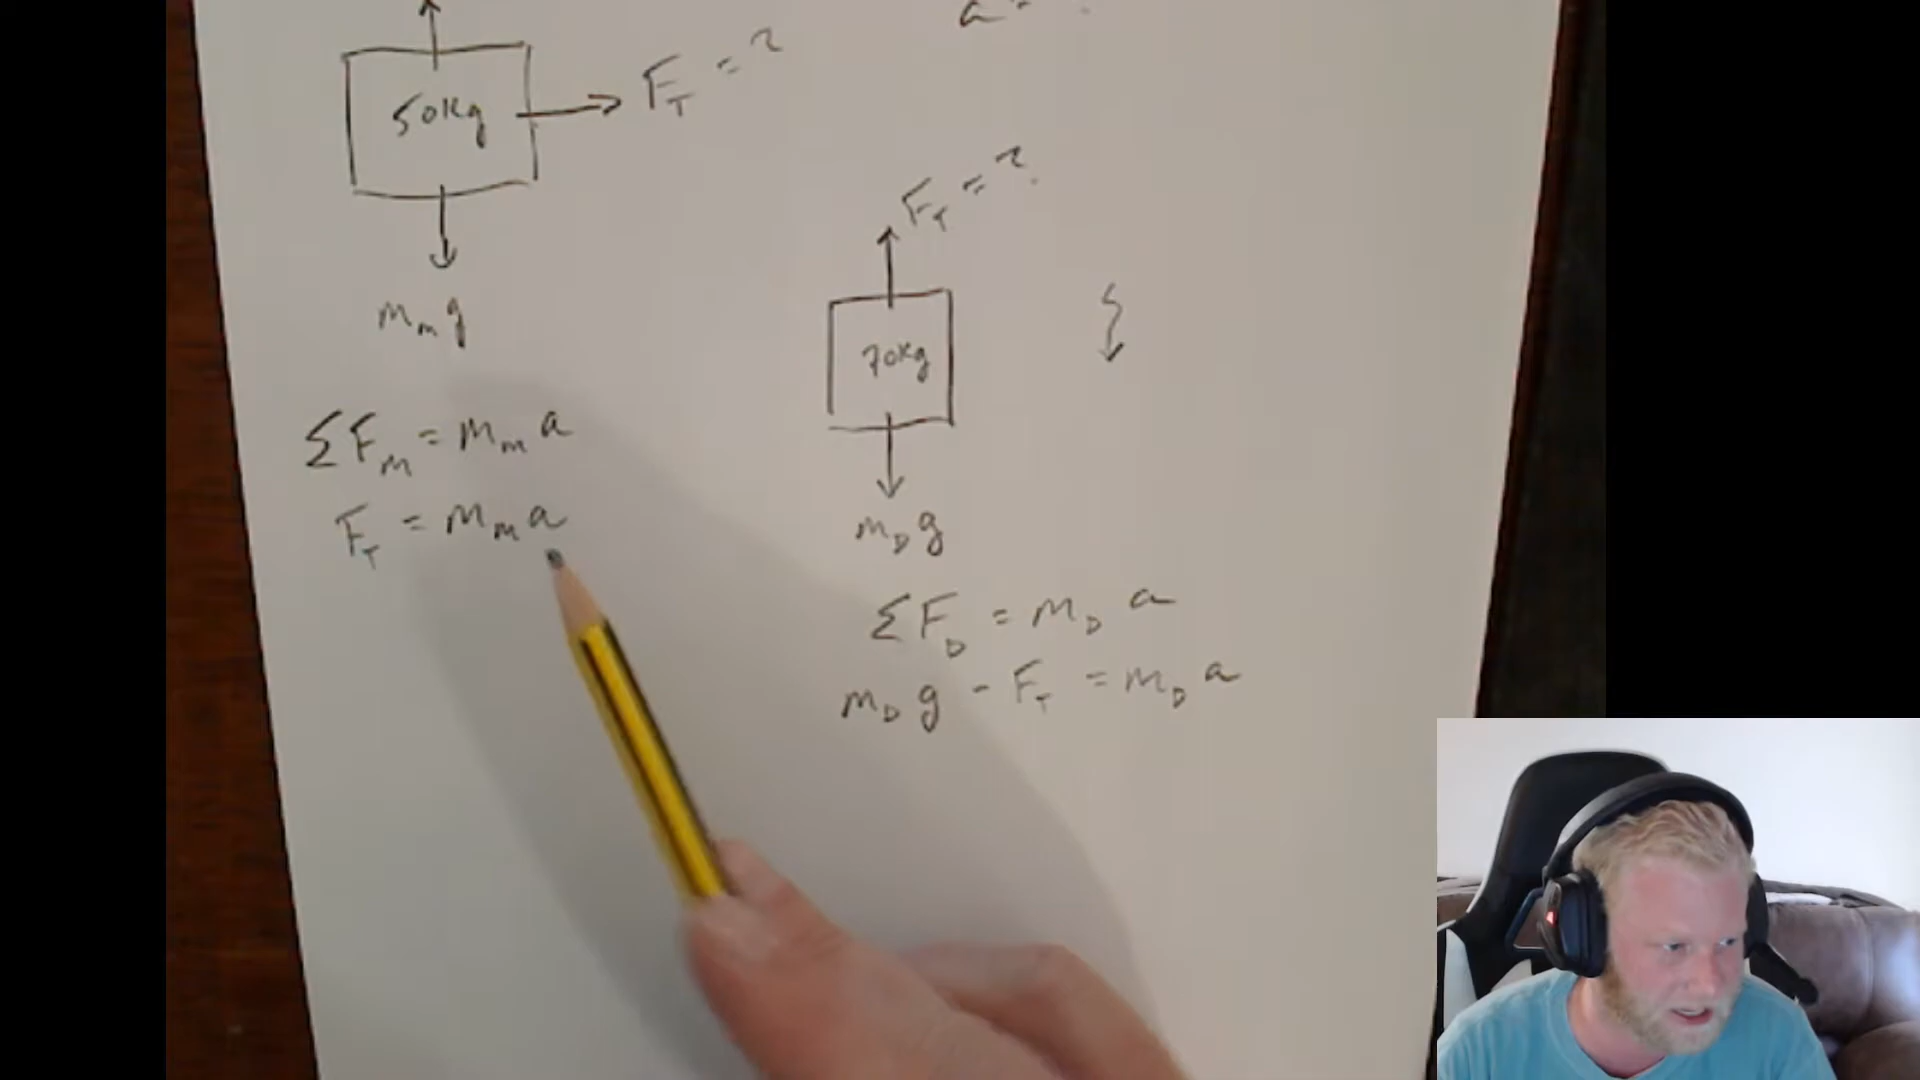 a = ?
F_T = ?
50kg
F_T = ?
m_m g
70kg
ΣF_m = m_m a
F_T = m_m a
m_D g
ΣF_D = m_D a
m_D g - F_T = m_D a